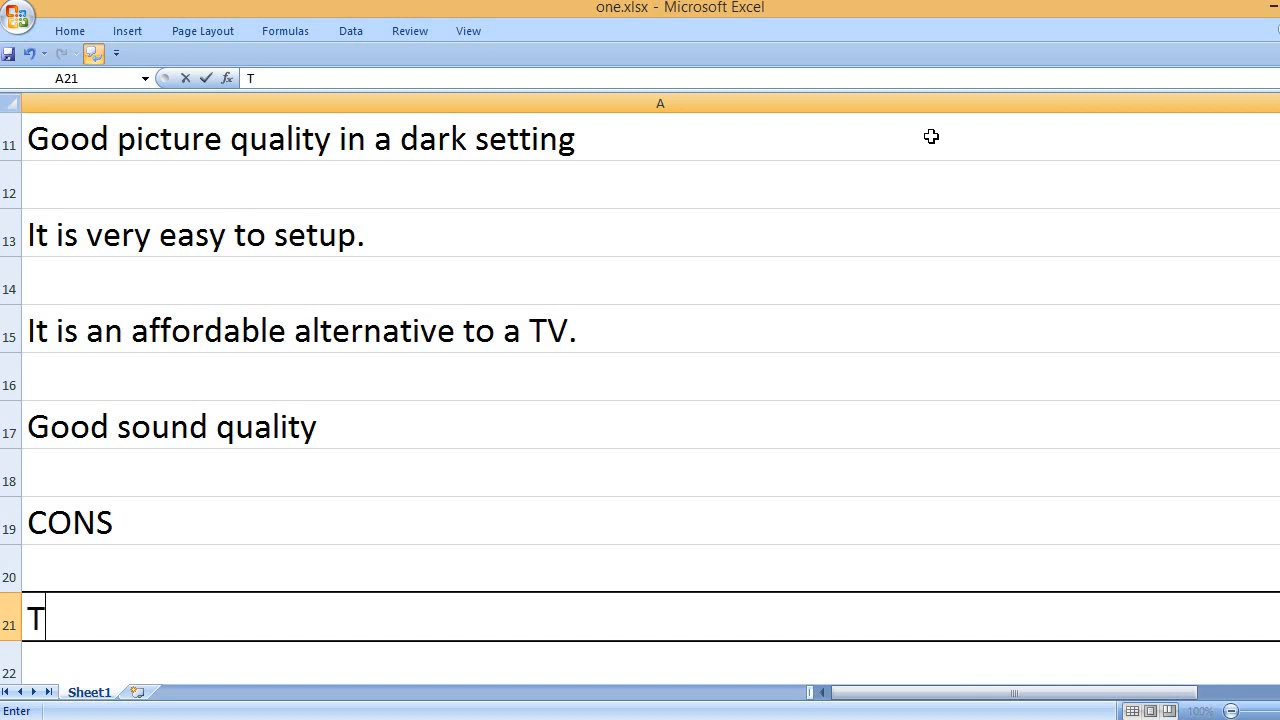 one.xlsx - Microsoft Excel
Home Insert Page Layout Formulas Data Review View
A21 fx T
A
11 Good picture quality in a dark setting
12
13 It is very easy to setup.
14
15 It is an affordable alternative to a TV.
16
17 Good sound quality
18
19 CONS
20
21 T
22
Sheet1
Enter 100%